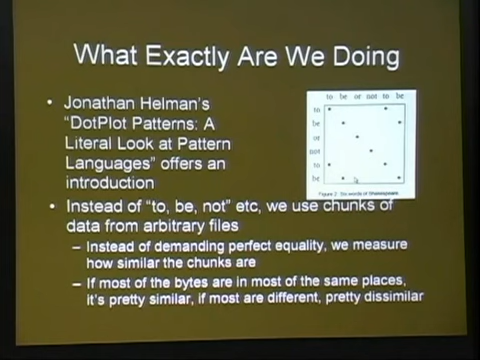 What Exactly Are We Doing
• Jonathan Helman's
"DotPlot Patterns: A
Literal Look at Pattern
Languages" offers an
introduction
to be or not to be
to
be
or
not
to
be
Figure 2. Six words of Shakespeare.
• Instead of "to, be, not" etc, we use chunks of
data from arbitrary files
– Instead of demanding perfect equality, we measure
how similar the chunks are
– If most of the bytes are in most of the same places,
it's pretty similar, if most are different, pretty dissimilar